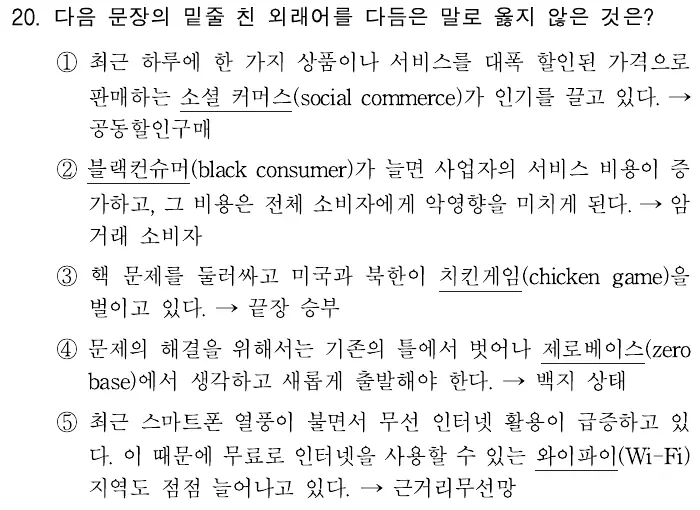 20. 다음 문장의 밑줄 친 외래어를 다듬은 말로 옳지 않은 것은?
① 최근 하루에 한 가지 상품이나 서비스를 대폭 할인된 가격으로
판매하는 소셜 커머스(social commerce)가 인기를 끌고 있다. →
공동할인구매
② 블랙컨슈머(black consumer)가 늘면 사업자의 서비스 비용이 증
가하고, 그 비용은 전체 소비자에게 악영향을 미치게 된다. → 암
거래 소비자
③ 핵 문제를 둘러싸고 미국과 북한이 치킨게임(chicken game)을
벌이고 있다. → 끝장 승부
④ 문제의 해결을 위해서는 기존의 틀에서 벗어나 제로베이스(zero
base)에서 생각하고 새롭게 출발해야 한다. → 백지 상태
⑤ 최근 스마트폰 열풍이 불면서 무선 인터넷 활용이 급증하고 있
다. 이 때문에 무료로 인터넷을 사용할 수 있는 와이파이(Wi-Fi)
지역도 점점 늘어나고 있다. → 근거리무선망